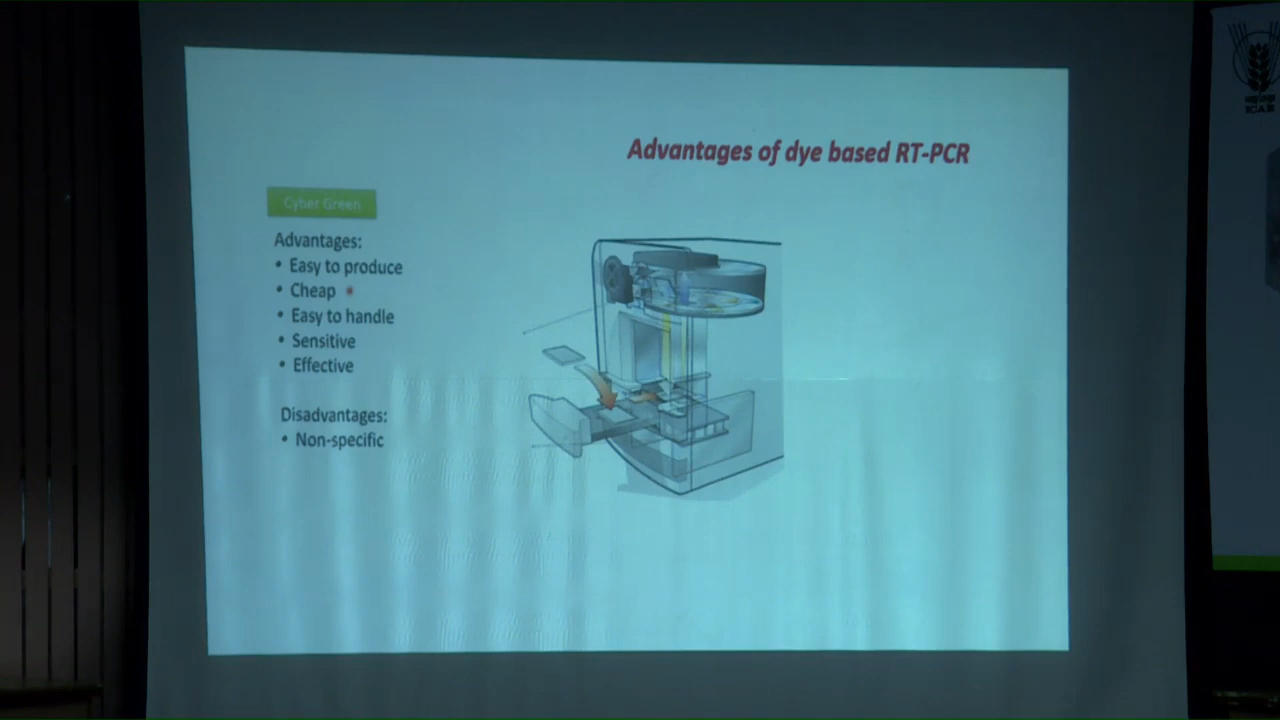 Advantages of dye based RT-PCR
Cyber Green
Advantages:
• Easy to produce
• Cheap
• Easy to handle
• Sensitive
• Effective
Disadvantages:
• Non-specific
ICAR